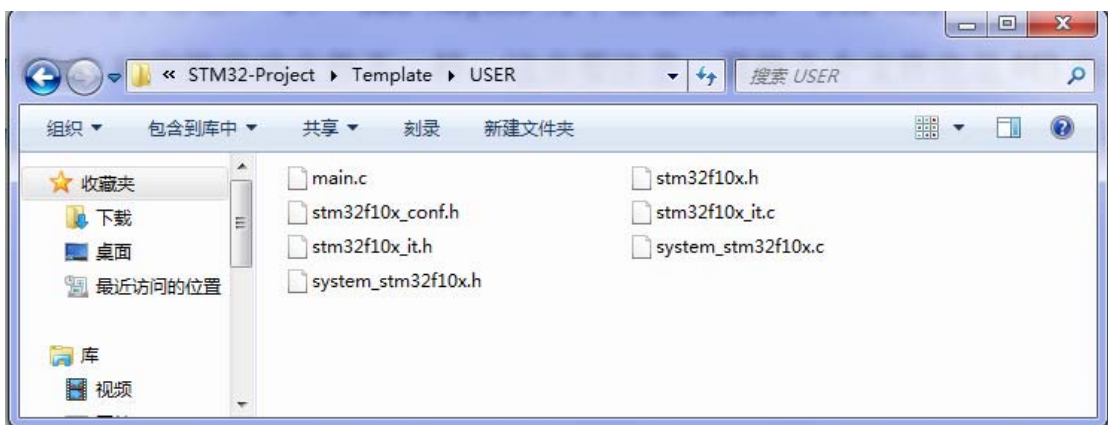 « STM32-Project ▸ Template ▸ USER
搜索 USER
组织 包含到库中 共享 刻录 新建文件夹
收藏夹
下载
桌面
最近访问的位置
库
视频
main.c
stm32f10x.h
stm32f10x_conf.h
stm32f10x_it.c
stm32f10x_it.h
system_stm32f10x.c
system_stm32f10x.h